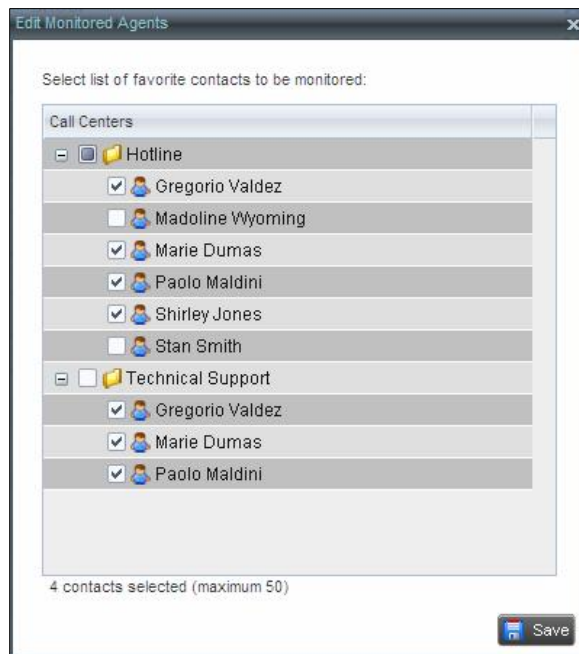 Edit Monitored Agents
Select list of favorite contacts to be monitored:
Call Centers
Hotline
Gregorio Valdez
Madoline Wyoming
Marie Dumas
Paolo Maldini
Shirley Jones
Stan Smith
Technical Support
Gregorio Valdez
Marie Dumas
Paolo Maldini
4 contacts selected (maximum 50)
Save